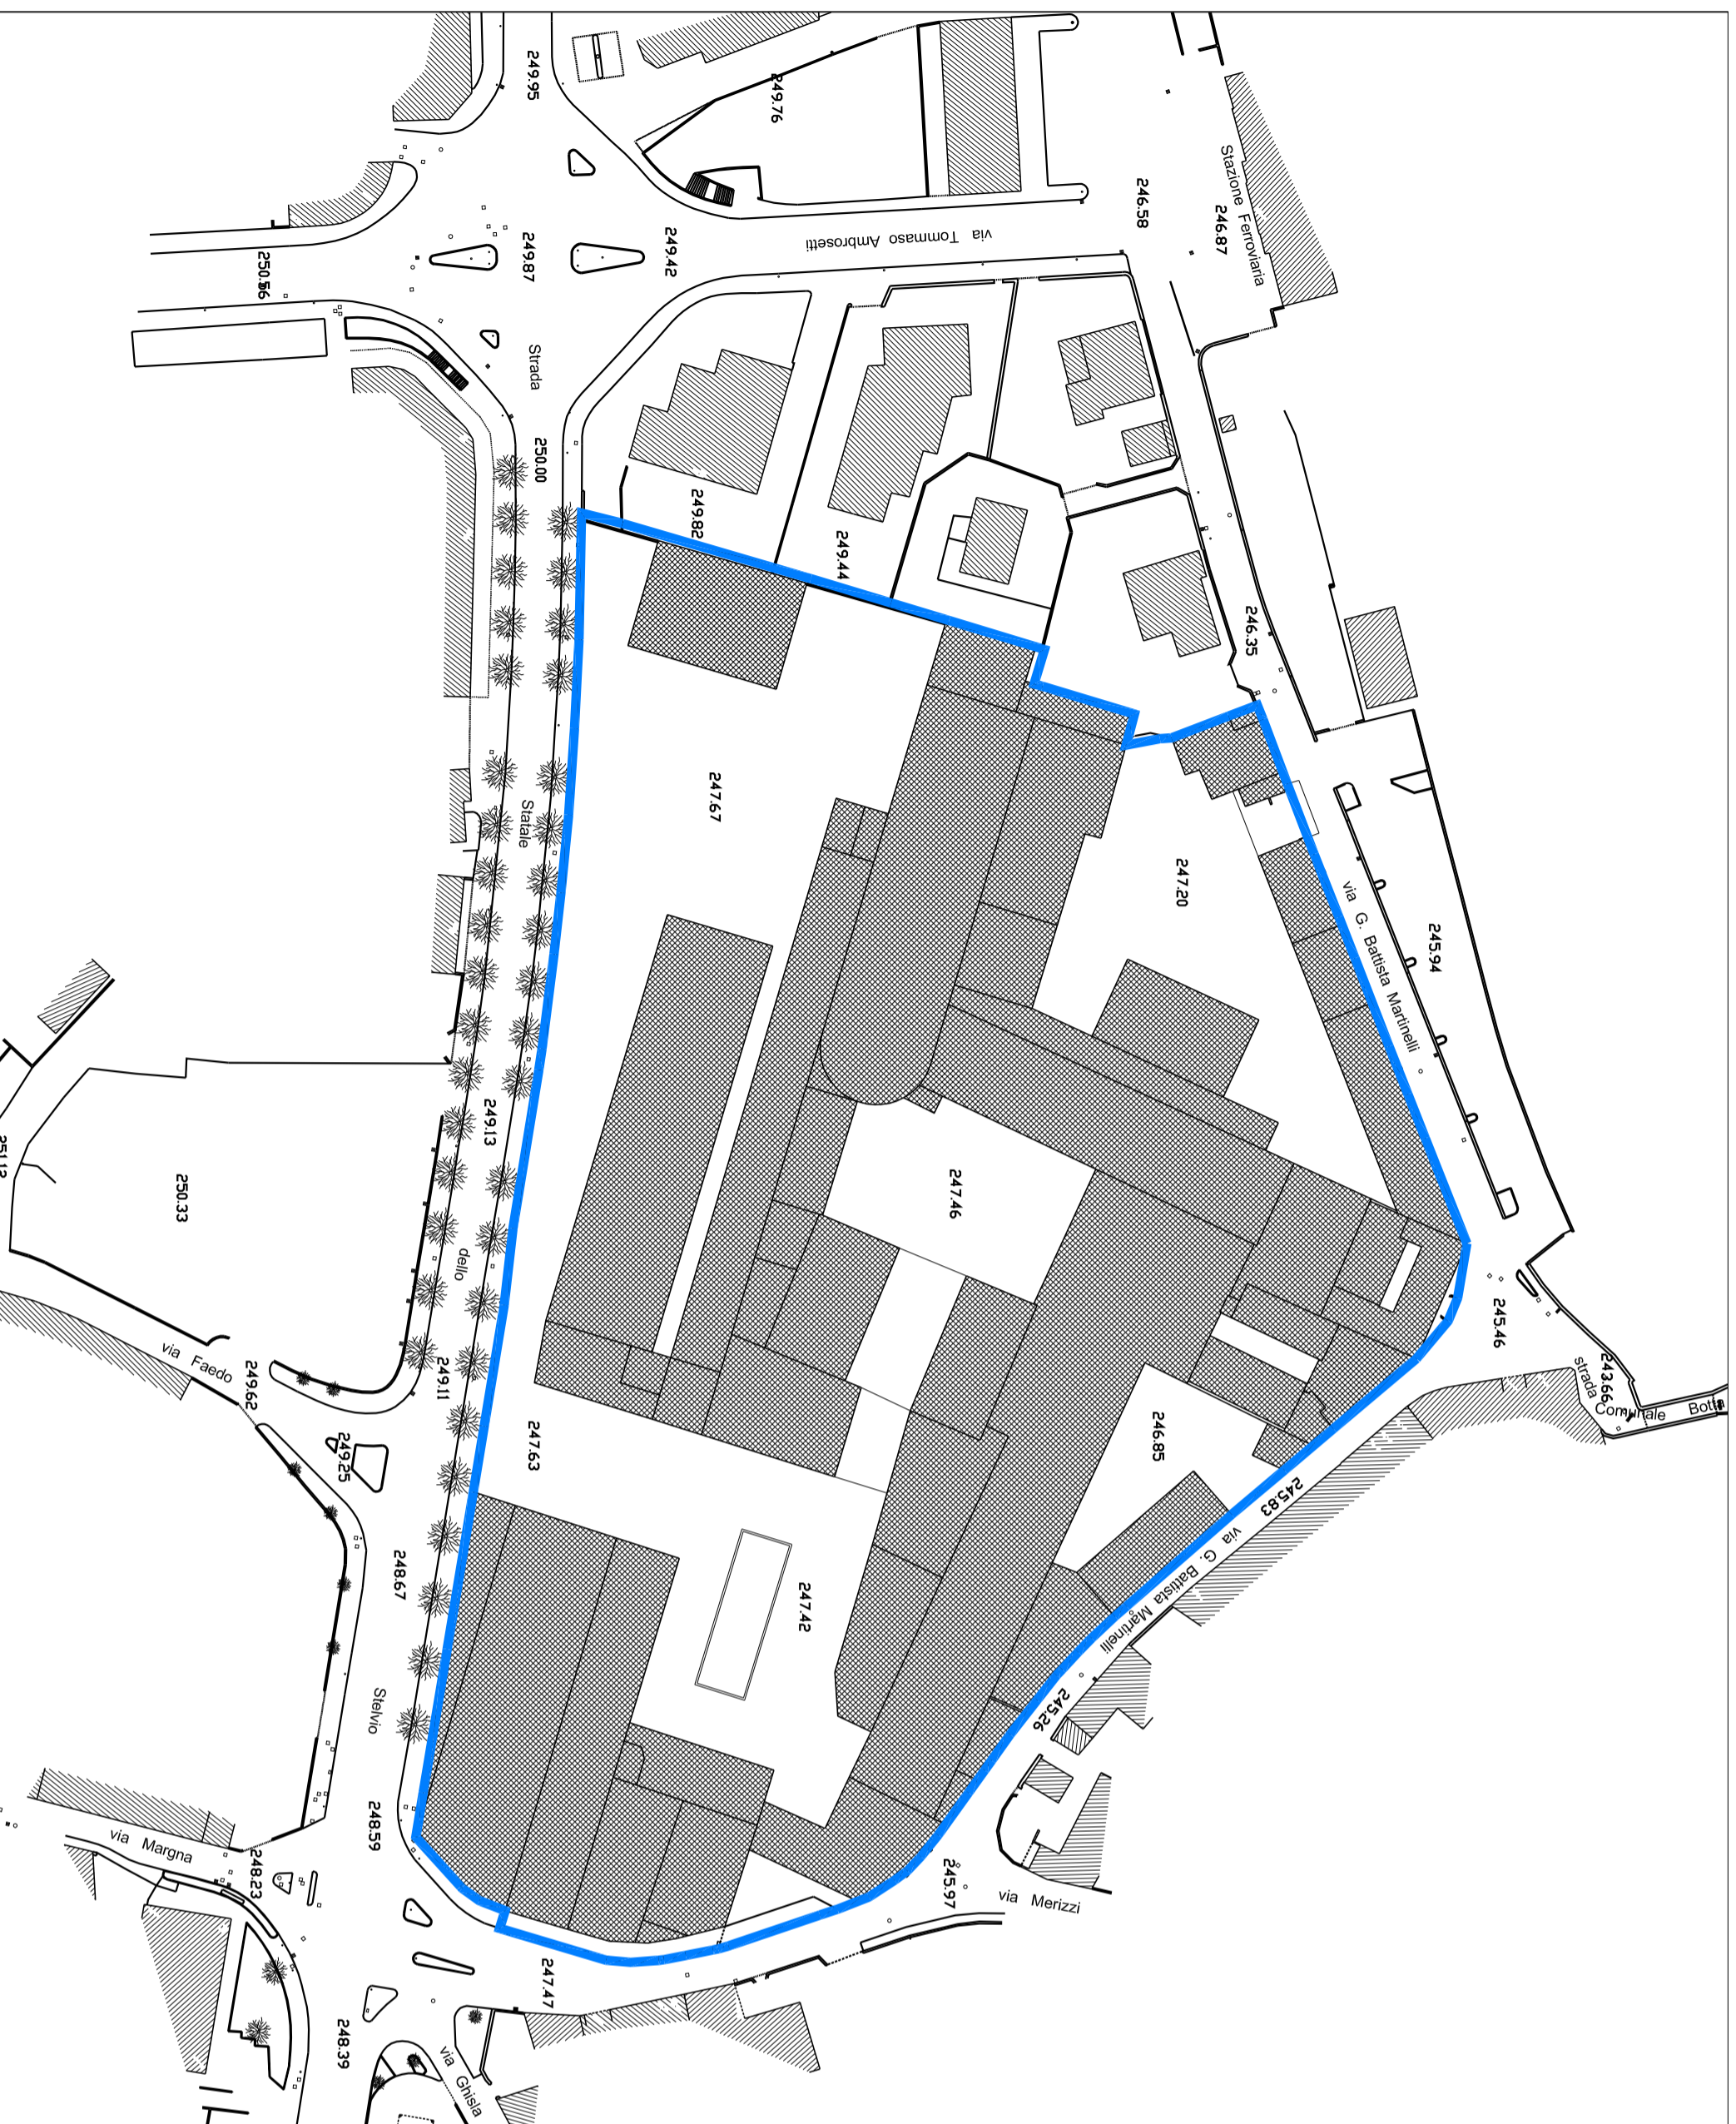 249.95
249.76
246.58
246.87
Stazione Ferroviaria
via Tommaso Ambrosetti
250.56
249.87
249.42
Strada
250.00
249.82
249.44
246.35
247.67
Statale
247.20
245.94
via G. Battista Martinelli
249.13
250.33
247.46
dello
245.46
243.66
strada
Comunale Botta
via Faedo
249.62
249.11
249.25
247.63
246.85
245.83
via G. Battista Martinelli
248.67
247.42
245.26
Stelvio
248.59
via Margna
248.23
245.97
via Merizzi
247.47
248.39
via Ghisla